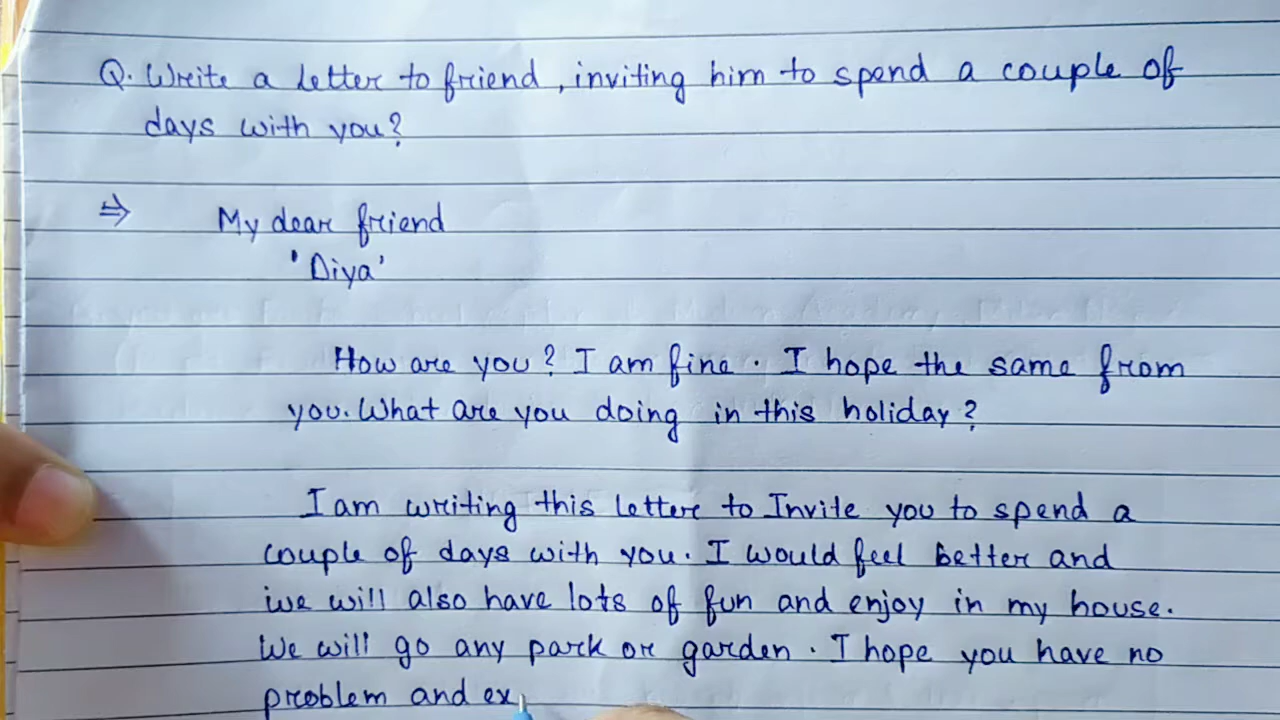 Q. Write a letter to friend, inviting him to spend a couple of
days with you?
⇒ My dear friend
'Diya'
How are you? I am fine. I hope the same from
you. What are you doing in this holiday?
I am writing this letter to Invite you to spend a
couple of days with you. I would feel better and
we will also have lots of fun and enjoy in my house.
We will go any park or garden. I hope you have no
problem and ex